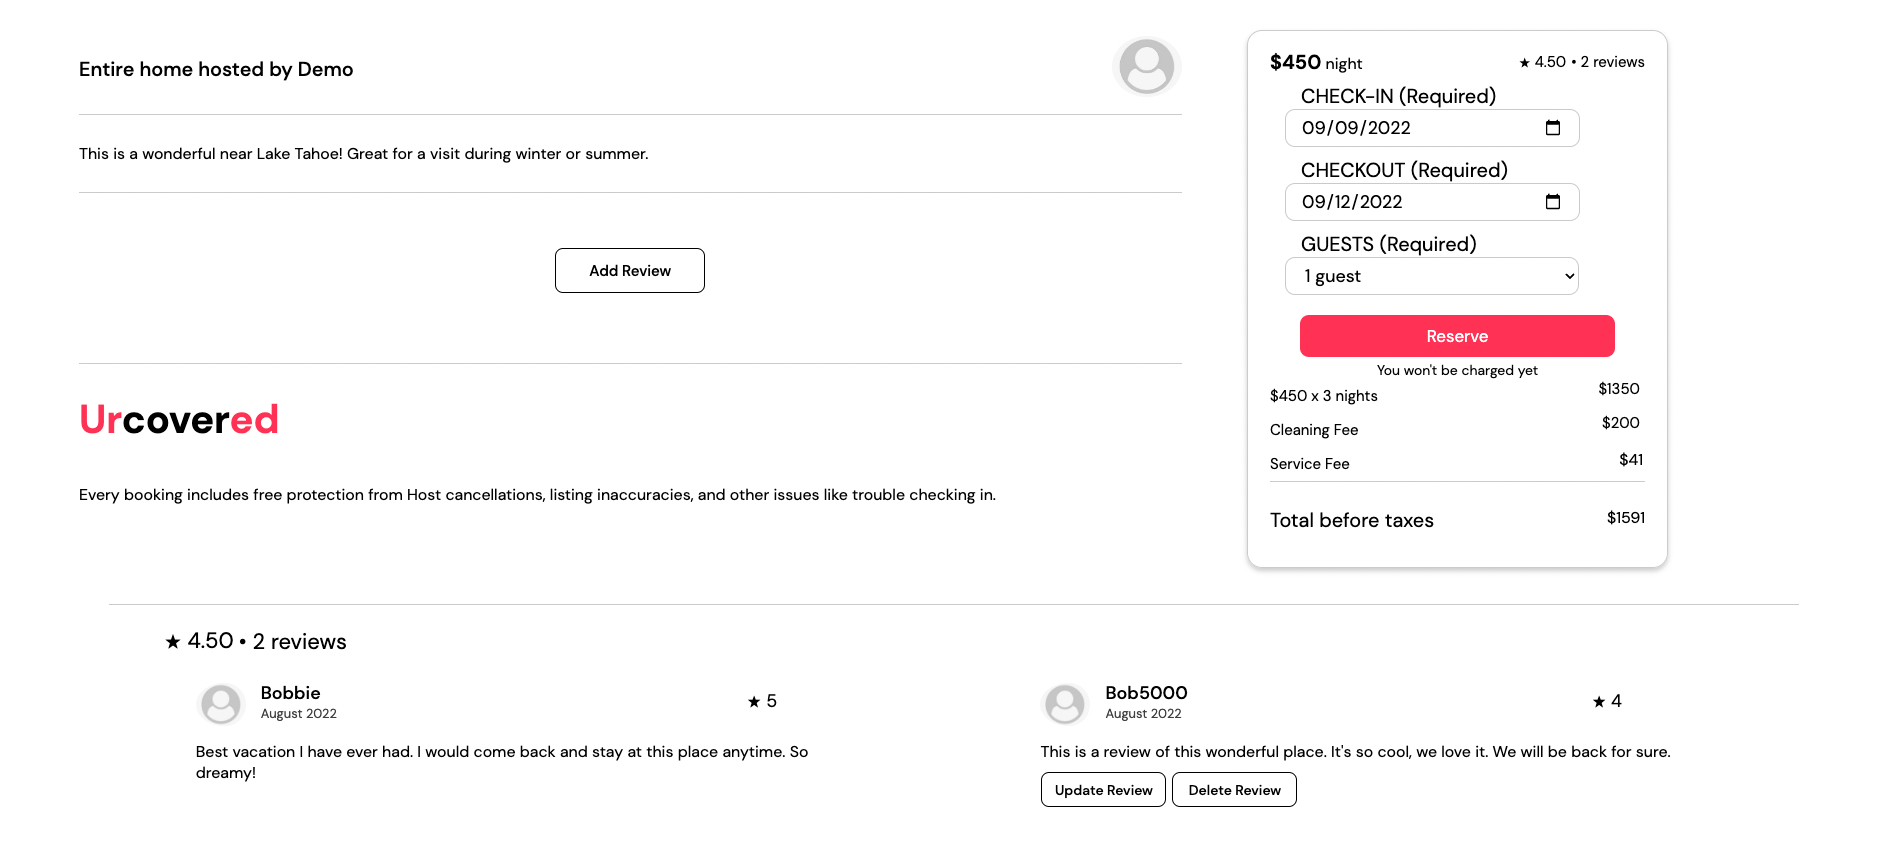 Entire home hosted by Demo
This is a wonderful near Lake Tahoe! Great for a visit during winter or summer.
Add Review
Urcovered
Every booking includes free protection from Host cancellations, listing inaccuracies, and other issues like trouble checking in.
$450 night
★ 4.50 • 2 reviews
CHECK-IN (Required)
09/09/2022
CHECKOUT (Required)
09/12/2022
GUESTS (Required)
1 guest
Reserve
You won't be charged yet
$450 x 3 nights $1350
Cleaning Fee $200
Service Fee $41
Total before taxes $1591
★ 4.50 • 2 reviews
Bobbie
August 2022
★ 5
Best vacation I have ever had. I would come back and stay at this place anytime. So
dreamy!
Bob5000
August 2022
★ 4
This is a review of this wonderful place. It's so cool, we love it. We will be back for sure.
Update Review Delete Review